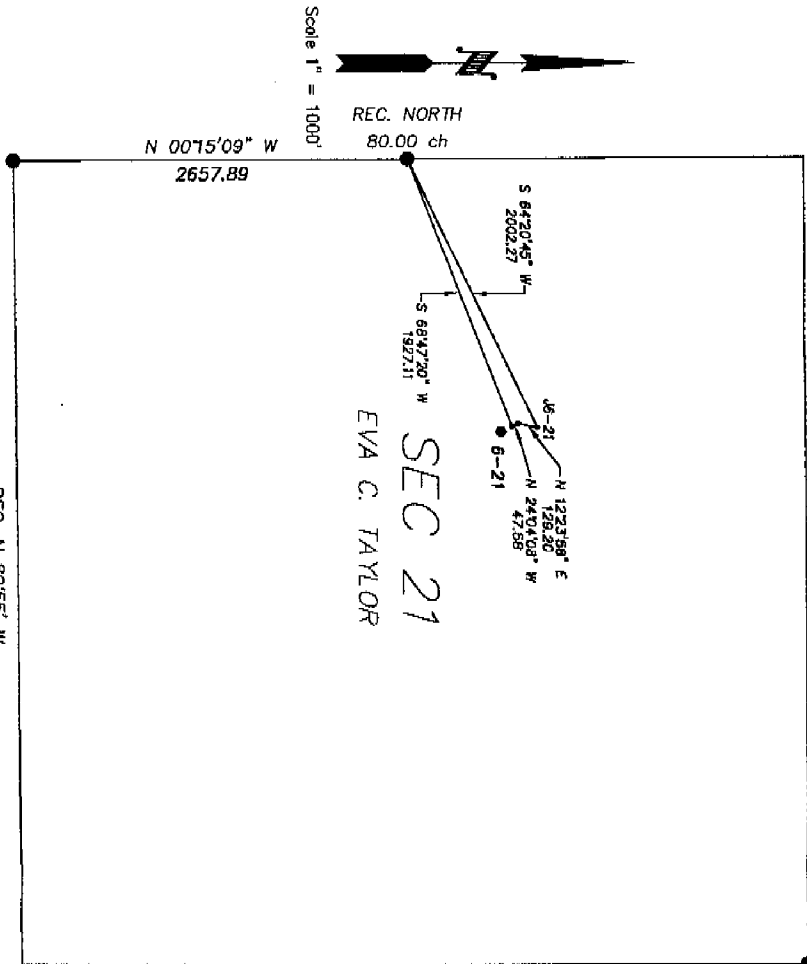 Scale 1" = 1000'
REC. NORTH
80.00 ch
N 00°15'09" W
2657.89
S 64°20'45" W
2002.27
S 68°47'20" W
1927.11
J6-21
6-21
N 12°23'58" E
129.20
N 24°04'08" W
47.58
SEC 21
EVA C. TAYLOR